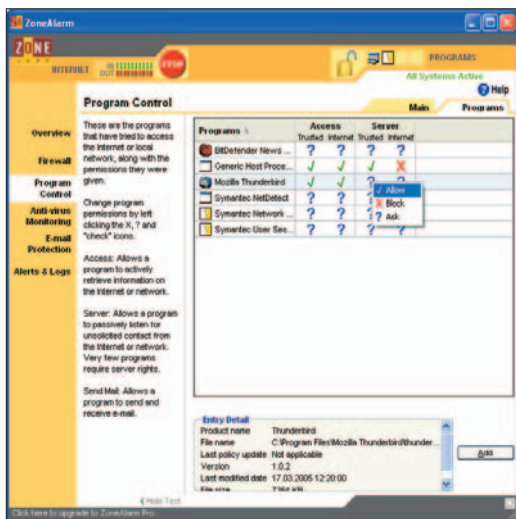 ZoneAlarm
ZONE
LABS
INTERNET
IN
OUT
STOP
PROGRAMS
All Systems Active
Help
Program Control
Main
Programs
Overview
Firewall
Program
Control
Anti-virus
Monitoring
E-mail
Protection
Alerts & Logs
These are the programs
that have tried to access
the Internet or local
network, along with the
permissions they were
given.
Change program
permissions by left
clicking the X, ? and
"check" icons.
Access: Allows a
program to actively
retrieve information on
the Internet or network.
Server: Allows a program
to passively listen for
unsolicited contact from
the Internet or network.
Very few programs
require server rights.
Send Mail: Allows a
program to send and
receive e-mail.
Programs Access Server
Trusted Internet Trusted Internet
BitDefender News ... ? ? ? ?
Generic Host Proce... ✓ ✓ ✓ X
Mozilla Thunderbird ✓ ✓ ? ?
Symantec NetDetect ? ?
Symantec Network ... ? ?
Symantec User Ses... ? ? ? ?
✓ Allow
X Block
? Ask
Entry Detail
Product name Thunderbird
File name C:\Program Files\Mozilla Thunderbird\thunder...
Last policy update Not applicable
Version 1.0.2
Last modified date 17.03.2005 12:20:00
File size 7264 KB
Add
Hide Text
Click here to upgrade to ZoneAlarm Pro.